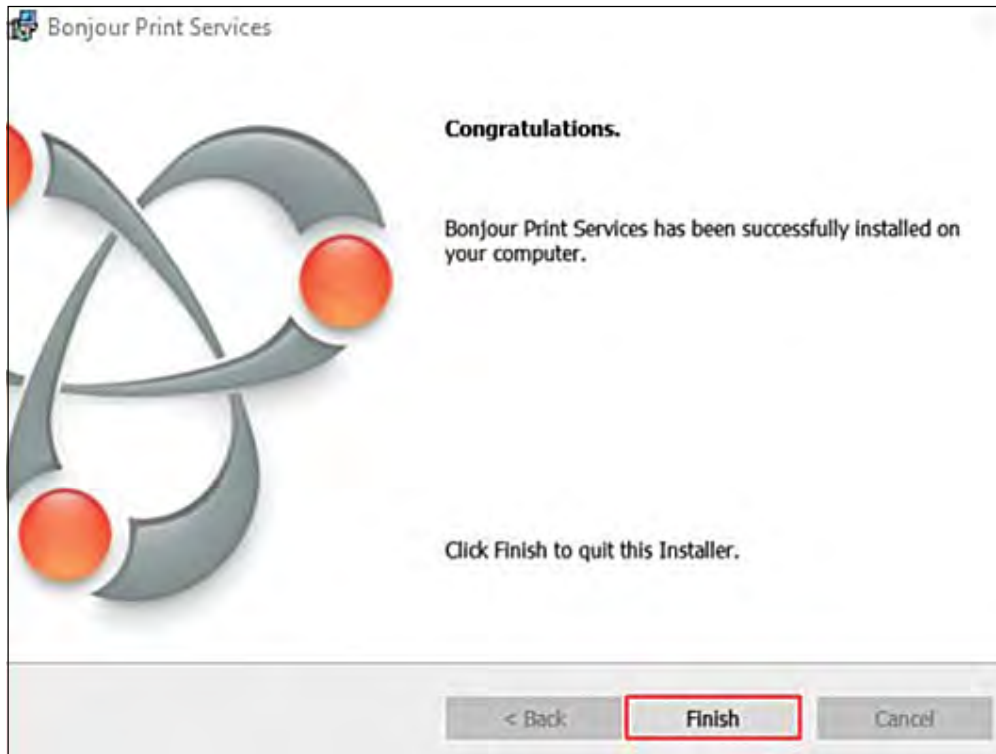 Bonjour Print Services
Congratulations.
Bonjour Print Services has been successfully installed on
your computer.
Click Finish to quit this Installer.
< Back
Finish
Cancel